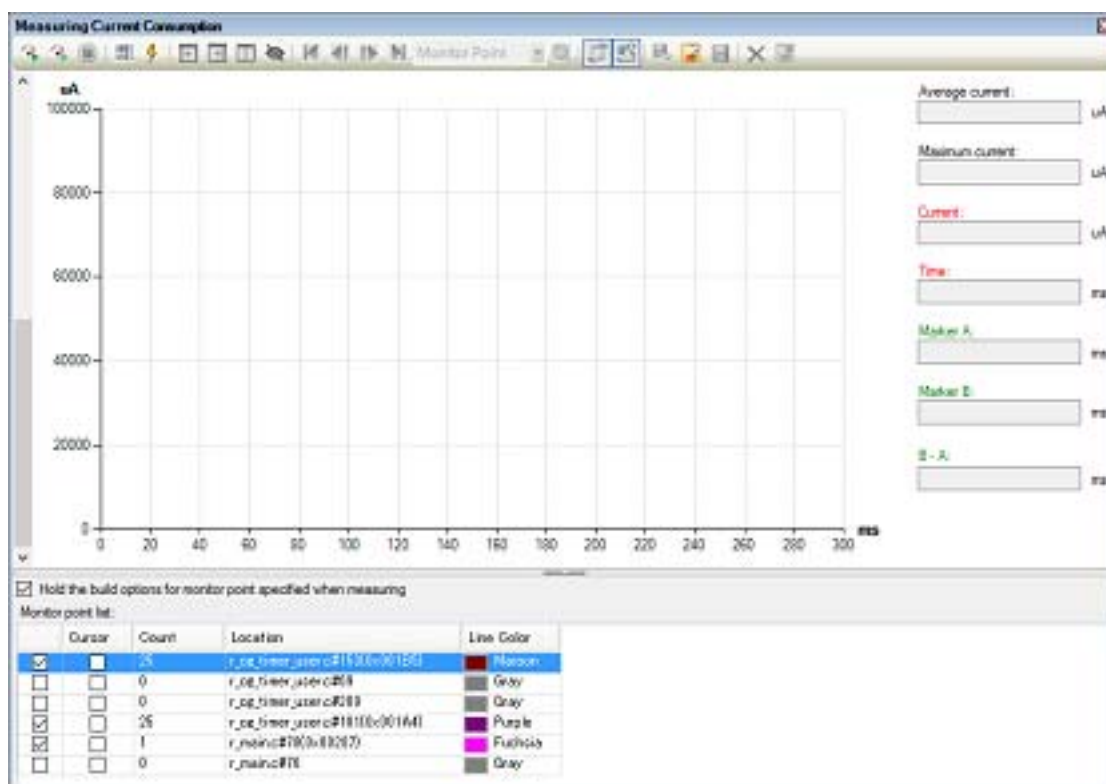 Measuring Current Consumption
Monitor Point
uA
100000
80000
60000
40000
20000
0
0 20 40 60 80 100 120 140 160 180 200 220 240 260 280 300
ms
Average current:
uA
Maximum current:
uA
Current:
uA
Time:
ms
Marker A:
ms
Marker B:
ms
B - A:
ms
Hold the build options for monitor point specified when measuring
Monitor point list:
Cursor Count Location Line Color
25 Maroon
0 r_cg_timer_user.c#69 Gray
0 r_cg_timer_user.c#209 Gray
25 Purple
1 Fuchsia
0 r_main.c#76 Gray